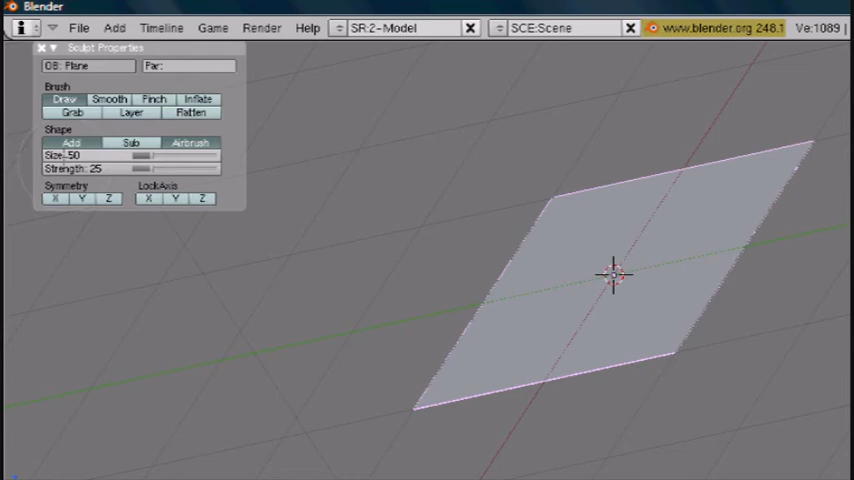 Blender
File Add Timeline Game Render Help SR:2-Model SCE:Scene www.blender.org 248.1 Ve:1089
Sculpt Properties
OB: Plane Par:
Brush
Draw Smooth Pinch Inflate
Grab Layer Flatten
Shape
Add Sub Airbrush
Size: 50
Strength: 25
Symmetry LockAxis
X Y Z X Y Z